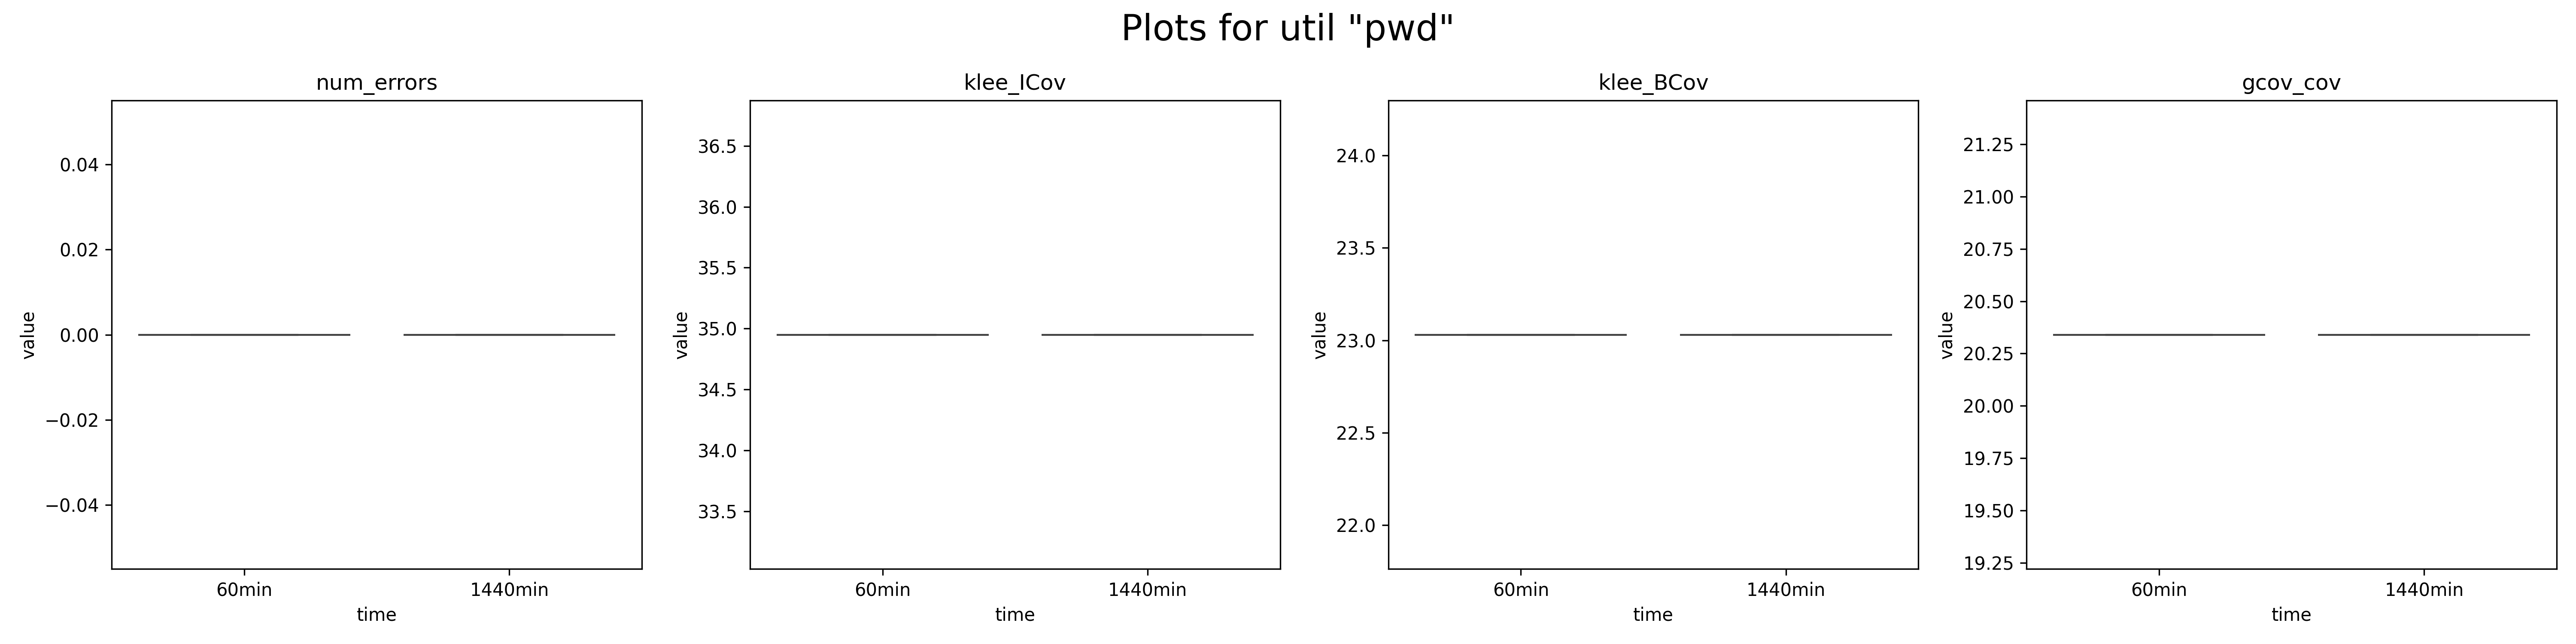 Plots for util "pwd"
num_errors
0.04
0.02
0.00
−0.02
−0.04
value
60min
1440min
time
klee_ICov
36.5
36.0
35.5
35.0
34.5
34.0
33.5
value
60min
1440min
time
klee_BCov
24.0
23.5
23.0
22.5
22.0
value
60min
1440min
time
gcov_cov
21.25
21.00
20.75
20.50
20.25
20.00
19.75
19.50
19.25
value
60min
1440min
time